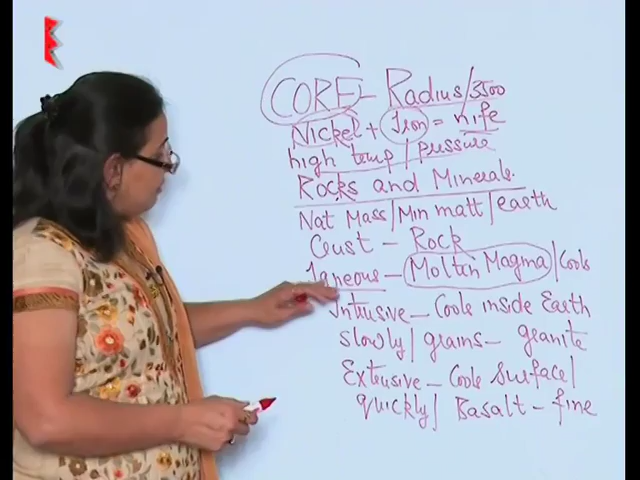 CORE - Radius/3500
Nickel + Iron = nife
high temp / pressure
Rocks and Minerals.
Nat Mass/Min matt/earth
Crust - Rock
Igneous - Molten Magma/Cools
Intrusive - Cools inside Earth
slowly/grains - granite
Extrusive - Cools Surface/
quickly/ Basalt - fine